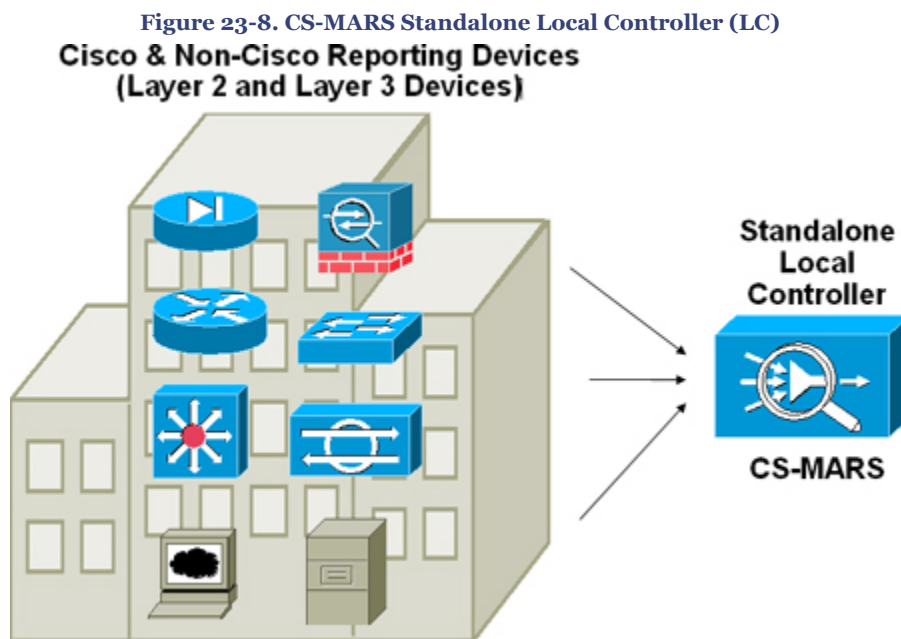 Figure 23-8. CS-MARS Standalone Local Controller (LC)
Cisco & Non-Cisco Reporting Devices
(Layer 2 and Layer 3 Devices)
Standalone
Local
Controller
CS-MARS